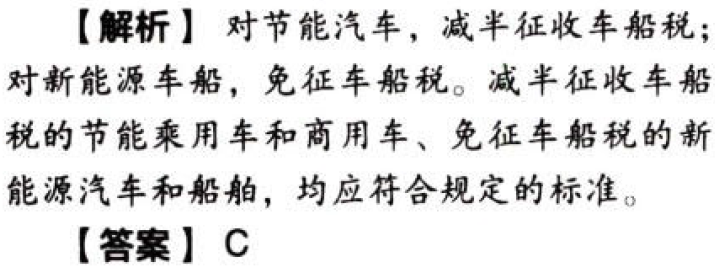 【解析】 对节能汽车，减半征收车船税；
对新能源车船，免征车船税。减半征收车船
税的节能乘用车和商用车、免征车船税的新
能源汽车和船舶，均应符合规定的标准。
【答案】 C